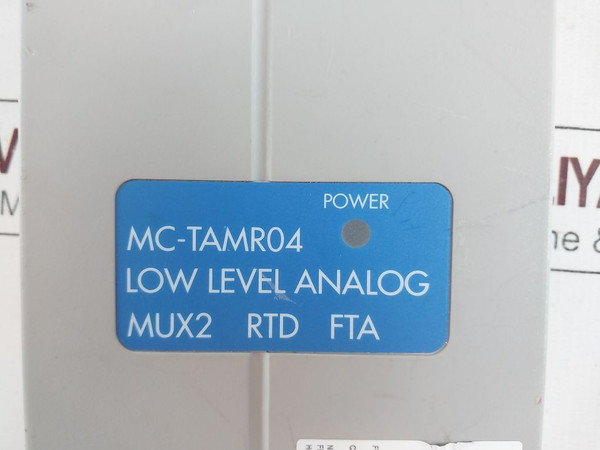 POWER
MC-TAMR04
LOW LEVEL ANALOG
MUX2 RTD FTA